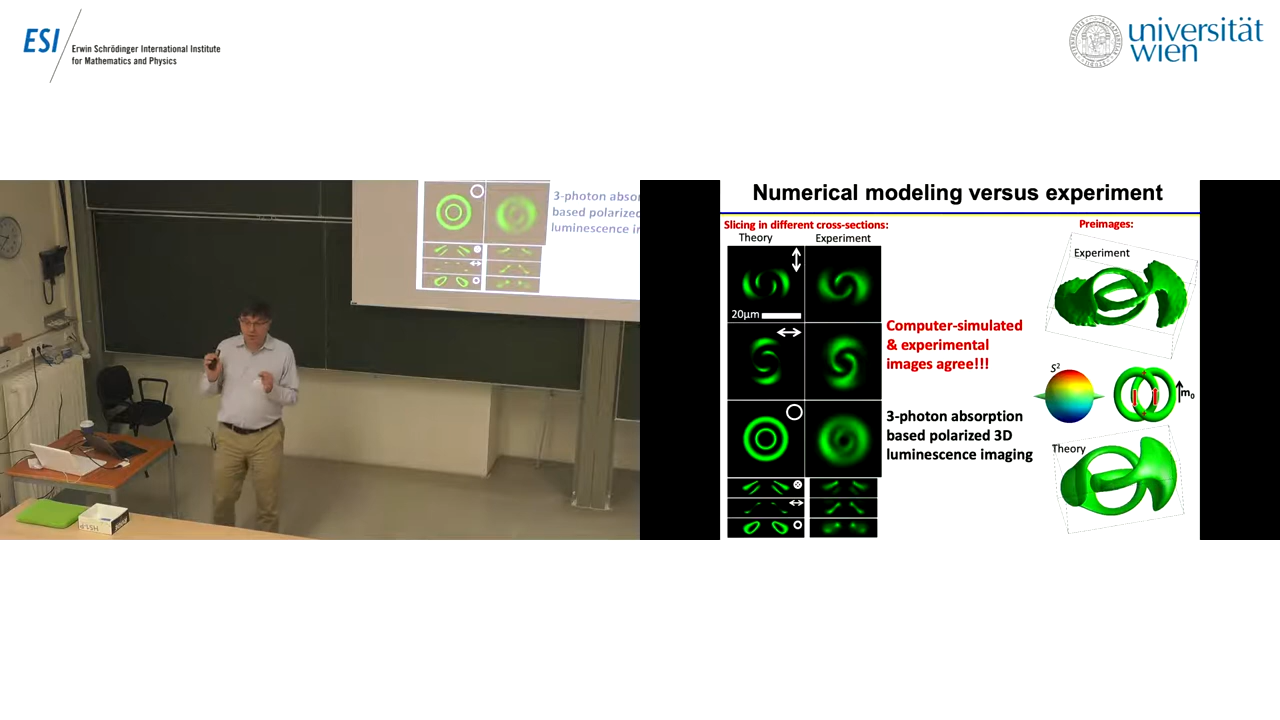 ESI
Erwin Schrödinger International Institute
for Mathematics and Physics
universität
wien
3-photon abso
based polarized
luminescence i
Numerical modeling versus experiment
Slicing in different cross-sections:
Theory
Experiment
20μm
Computer-simulated
& experimental
images agree!!!
3-photon absorption
based polarized 3D
luminescence imaging
Preimages:
Experiment
S²
m₀
Theory